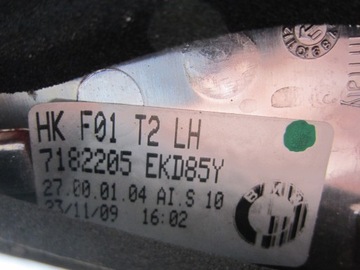 HK F01 T2 LH
7182205 EKD85Y
27.00.01.04 AI.S 10
23/11/09 16:02